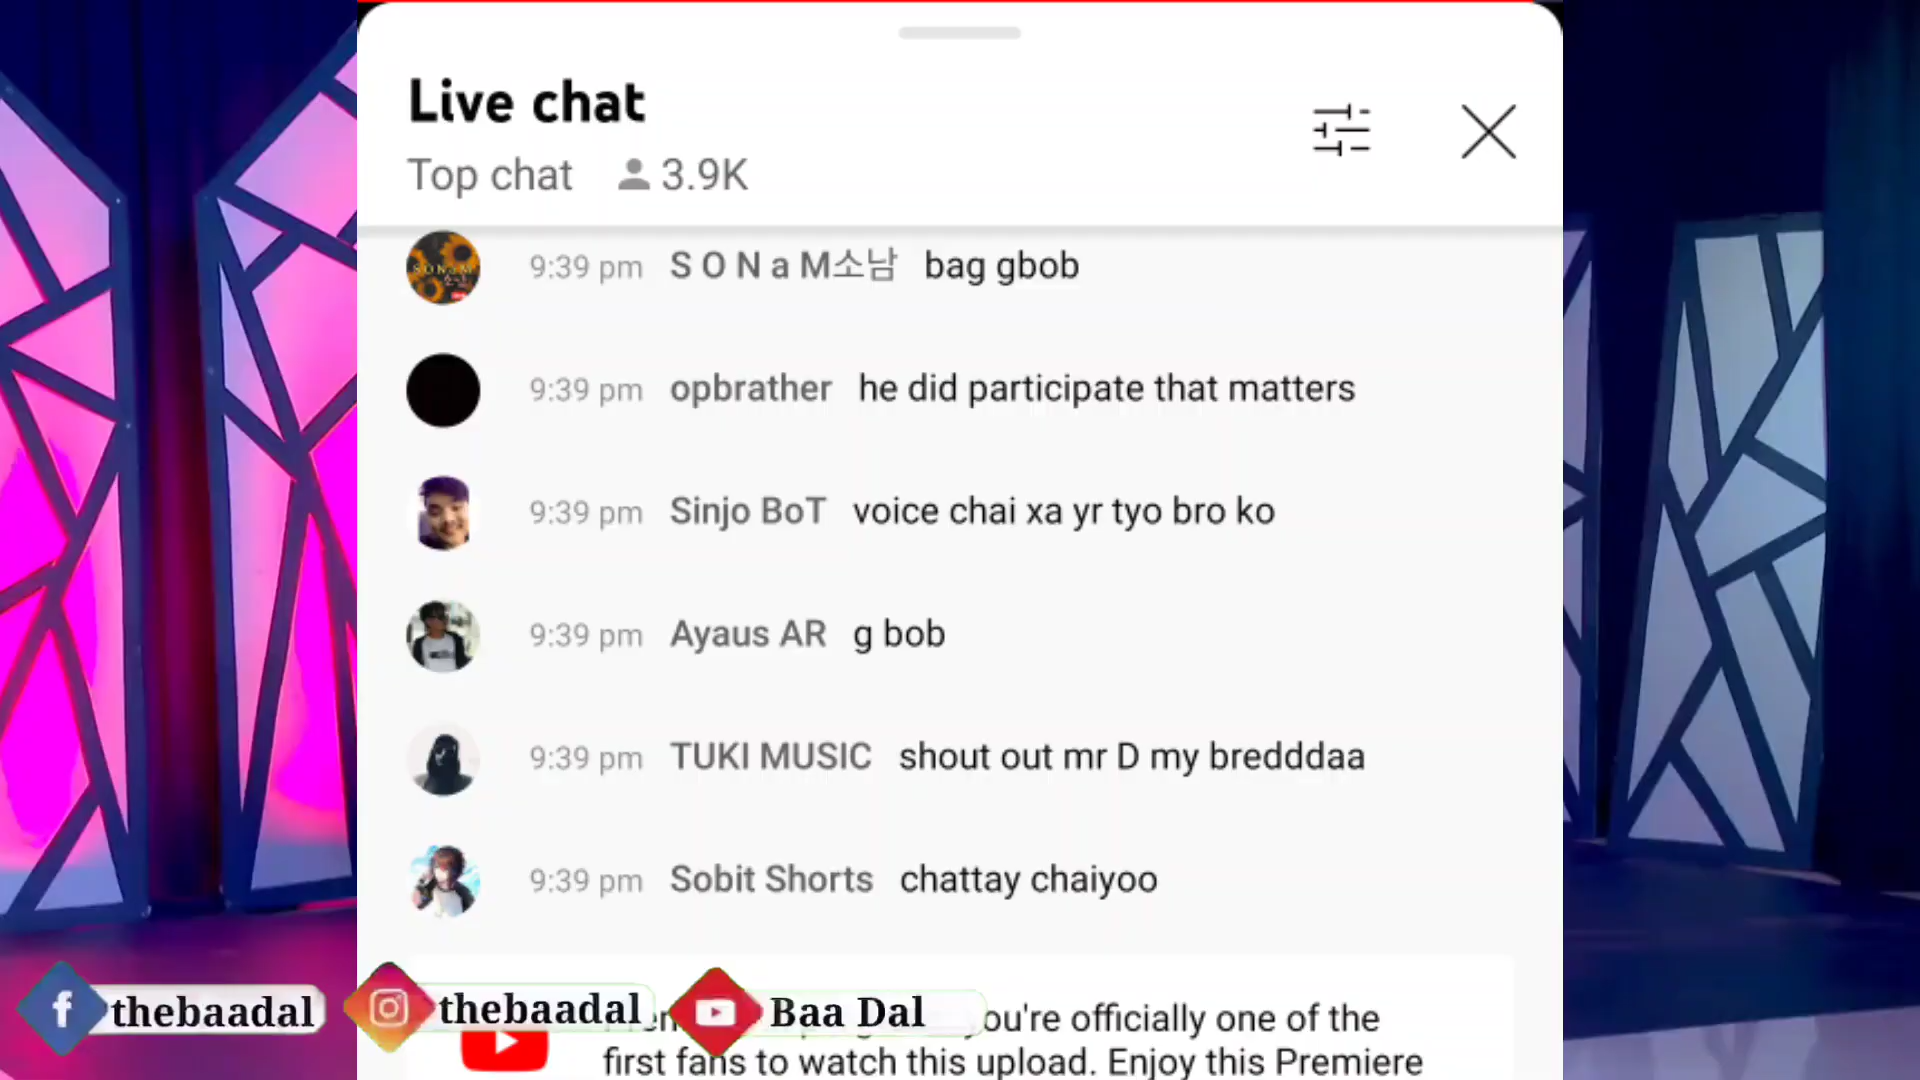 Live chat
Top chat 3.9K
9:39 pm S O N a M소남 bag gbob
9:39 pm opbrather he did participate that matters
9:39 pm Sinjo BoT voice chai xa yr tyo bro ko
9:39 pm Ayaus AR g bob
9:39 pm TUKI MUSIC shout out mr D my bredddaa
9:39 pm Sobit Shorts chattay chaiyoo
thebaadal thebaadal Baa Dal
you're officially one of the
first fans to watch this upload. Enjoy this Premiere